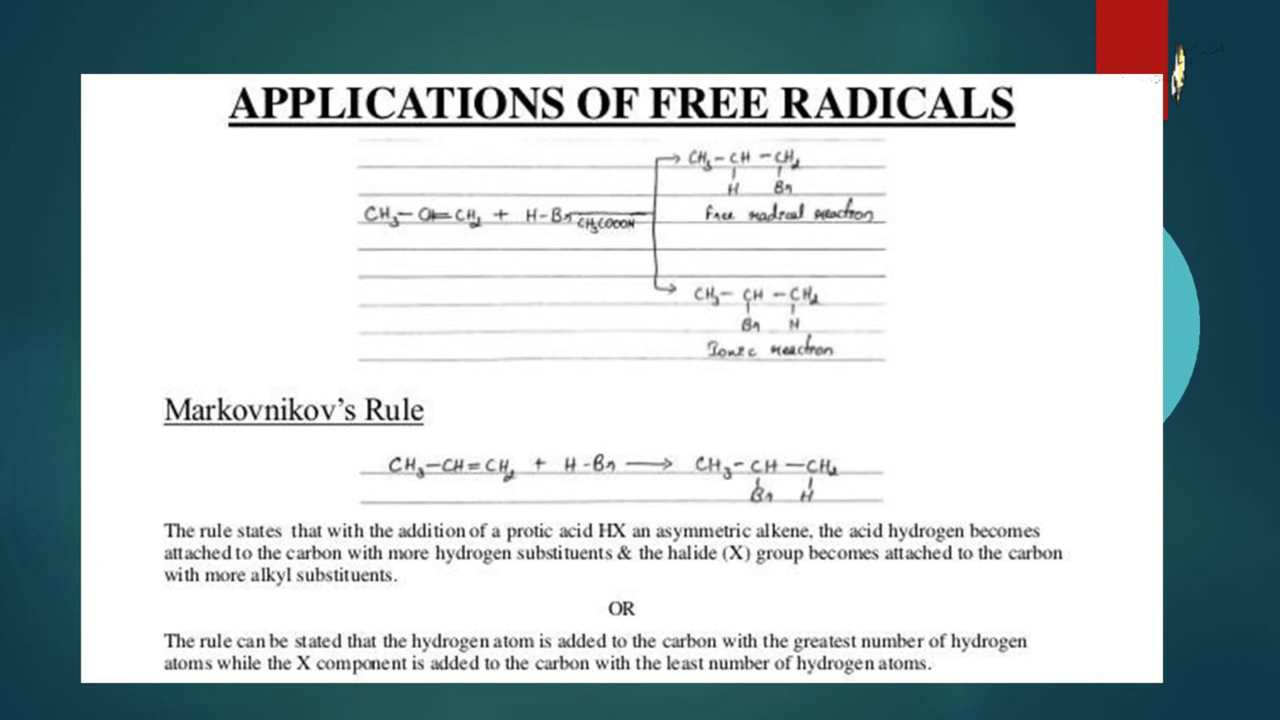 APPLICATIONS OF FREE RADICALS
CH₃-CH-CH₂
H Br
CH₃-CH=CH₂ + H-Br CH₃COOOH
Free radical reaction
CH₃-CH-CH₂
Br H
Ionic reaction
Markovnikov's Rule
CH₃-CH=CH₂ + H-Br → CH₃-CH-CH₂
Br H
The rule states that with the addition of a protic acid HX an asymmetric alkene, the acid hydrogen becomes
attached to the carbon with more hydrogen substituents & the halide (X) group becomes attached to the carbon
with more alkyl substituents.
OR
The rule can be stated that the hydrogen atom is added to the carbon with the greatest number of hydrogen
atoms while the X component is added to the carbon with the least number of hydrogen atoms.